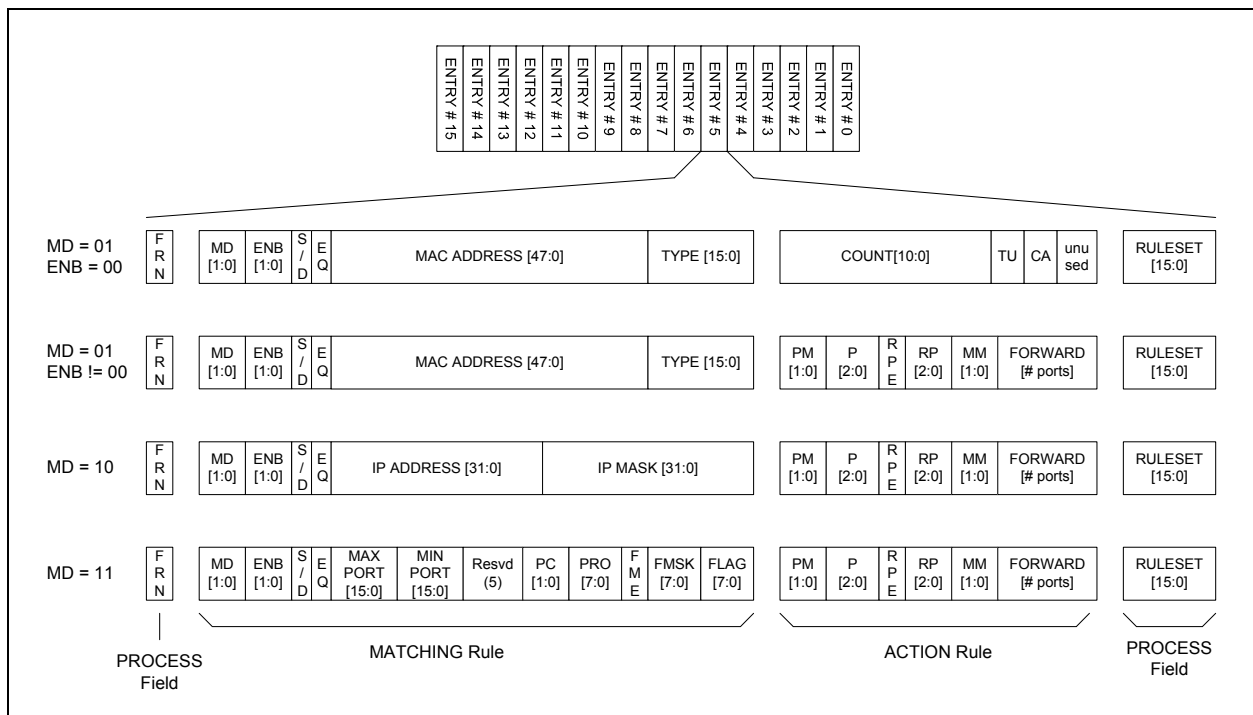 ENTRY # 15
ENTRY # 14
ENTRY # 13
ENTRY # 12
ENTRY # 11
ENTRY # 10
ENTRY # 9
ENTRY # 8
ENTRY # 7
ENTRY # 6
ENTRY # 5
ENTRY # 4
ENTRY # 3
ENTRY # 2
ENTRY # 1
ENTRY # 0
MD = 01
ENB = 00
F
R
N
MD
[1:0]
ENB
[1:0]
S
/
D
E
Q
MAC ADDRESS [47:0]
TYPE [15:0]
COUNT[10:0]
TU
CA
unu
sed
RULESET
[15:0]
MD = 01
ENB != 00
F
R
N
MD
[1:0]
ENB
[1:0]
S
/
D
E
Q
MAC ADDRESS [47:0]
TYPE [15:0]
PM
[1:0]
P
[2:0]
R
P
E
RP
[2:0]
MM
[1:0]
FORWARD
[# ports]
RULESET
[15:0]
MD = 10
F
R
N
MD
[1:0]
ENB
[1:0]
S
/
D
E
Q
IP ADDRESS [31:0]
IP MASK [31:0]
PM
[1:0]
P
[2:0]
R
P
E
RP
[2:0]
MM
[1:0]
FORWARD
[# ports]
RULESET
[15:0]
MD = 11
F
R
N
MD
[1:0]
ENB
[1:0]
S
/
D
E
Q
MAX
PORT
[15:0]
MIN
PORT
[15:0]
Resvd
(5)
PC
[1:0]
PRO
[7:0]
F
M
E
FMSK
[7:0]
FLAG
[7:0]
PM
[1:0]
P
[2:0]
R
P
E
RP
[2:0]
MM
[1:0]
FORWARD
[# ports]
RULESET
[15:0]
PROCESS
Field
MATCHING Rule
ACTION Rule
PROCESS
Field